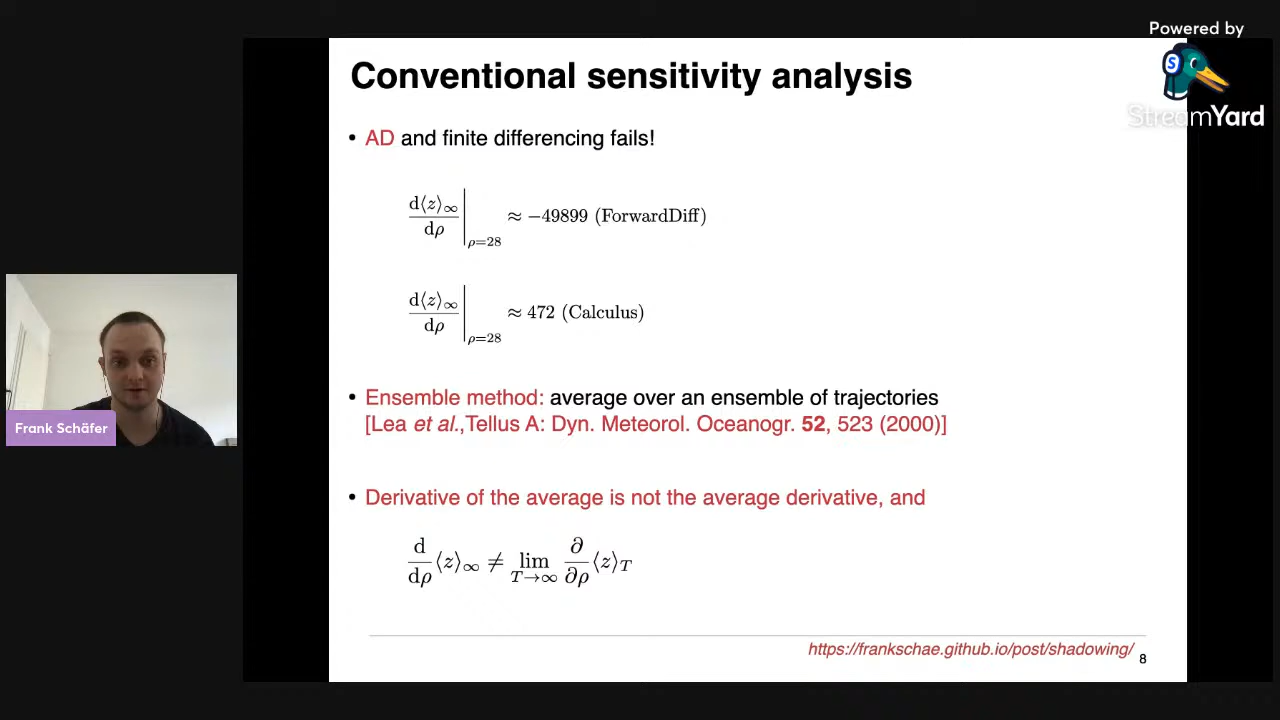 Powered by
StreamYard
Conventional sensitivity analysis
• AD and finite differencing fails!
d⟨z⟩∞/dρ |ρ=28 ≈ −49899 (ForwardDiff)
d⟨z⟩∞/dρ |ρ=28 ≈ 472 (Calculus)
• Ensemble method: average over an ensemble of trajectories
[Lea et al.,Tellus A: Dyn. Meteorol. Oceanogr. 52, 523 (2000)]
Frank Schäfer
• Derivative of the average is not the average derivative, and
d/dρ ⟨z⟩∞ ≠ lim T→∞ ∂/∂ρ ⟨z⟩T
https://frankschae.github.io/post/shadowing/
8